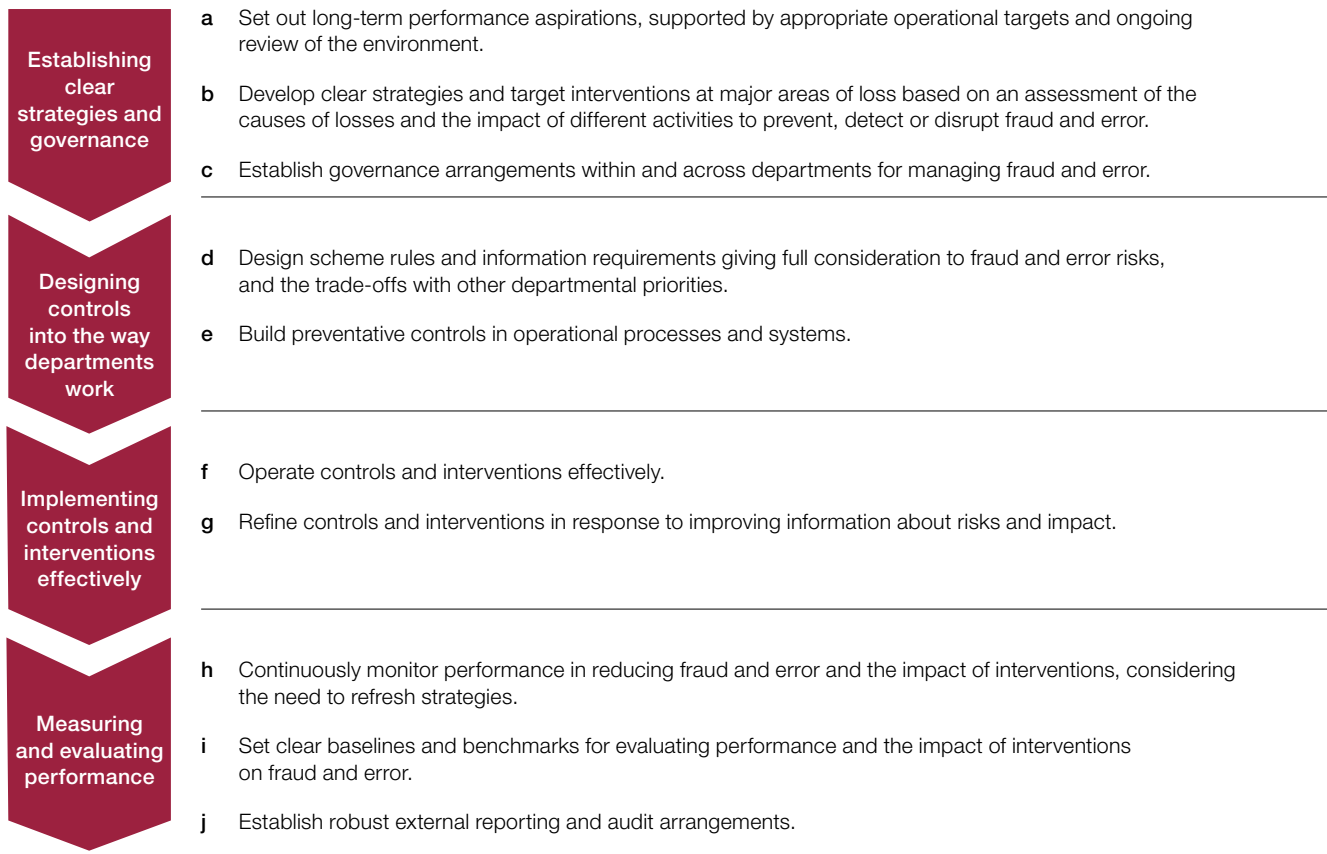 Establishing
clear
strategies and
governance
a Set out long-term performance aspirations, supported by appropriate operational targets and ongoing
review of the environment.
b Develop clear strategies and target interventions at major areas of loss based on an assessment of the
causes of losses and the impact of different activities to prevent, detect or disrupt fraud and error.
c Establish governance arrangements within and across departments for managing fraud and error.
Designing
controls
into the way
departments
work
d Design scheme rules and information requirements giving full consideration to fraud and error risks,
and the trade-offs with other departmental priorities.
e Build preventative controls in operational processes and systems.
Implementing
controls and
interventions
effectively
f Operate controls and interventions effectively.
g Refine controls and interventions in response to improving information about risks and impact.
Measuring
and evaluating
performance
h Continuously monitor performance in reducing fraud and error and the impact of interventions, considering
the need to refresh strategies.
i Set clear baselines and benchmarks for evaluating performance and the impact of interventions
on fraud and error.
j Establish robust external reporting and audit arrangements.